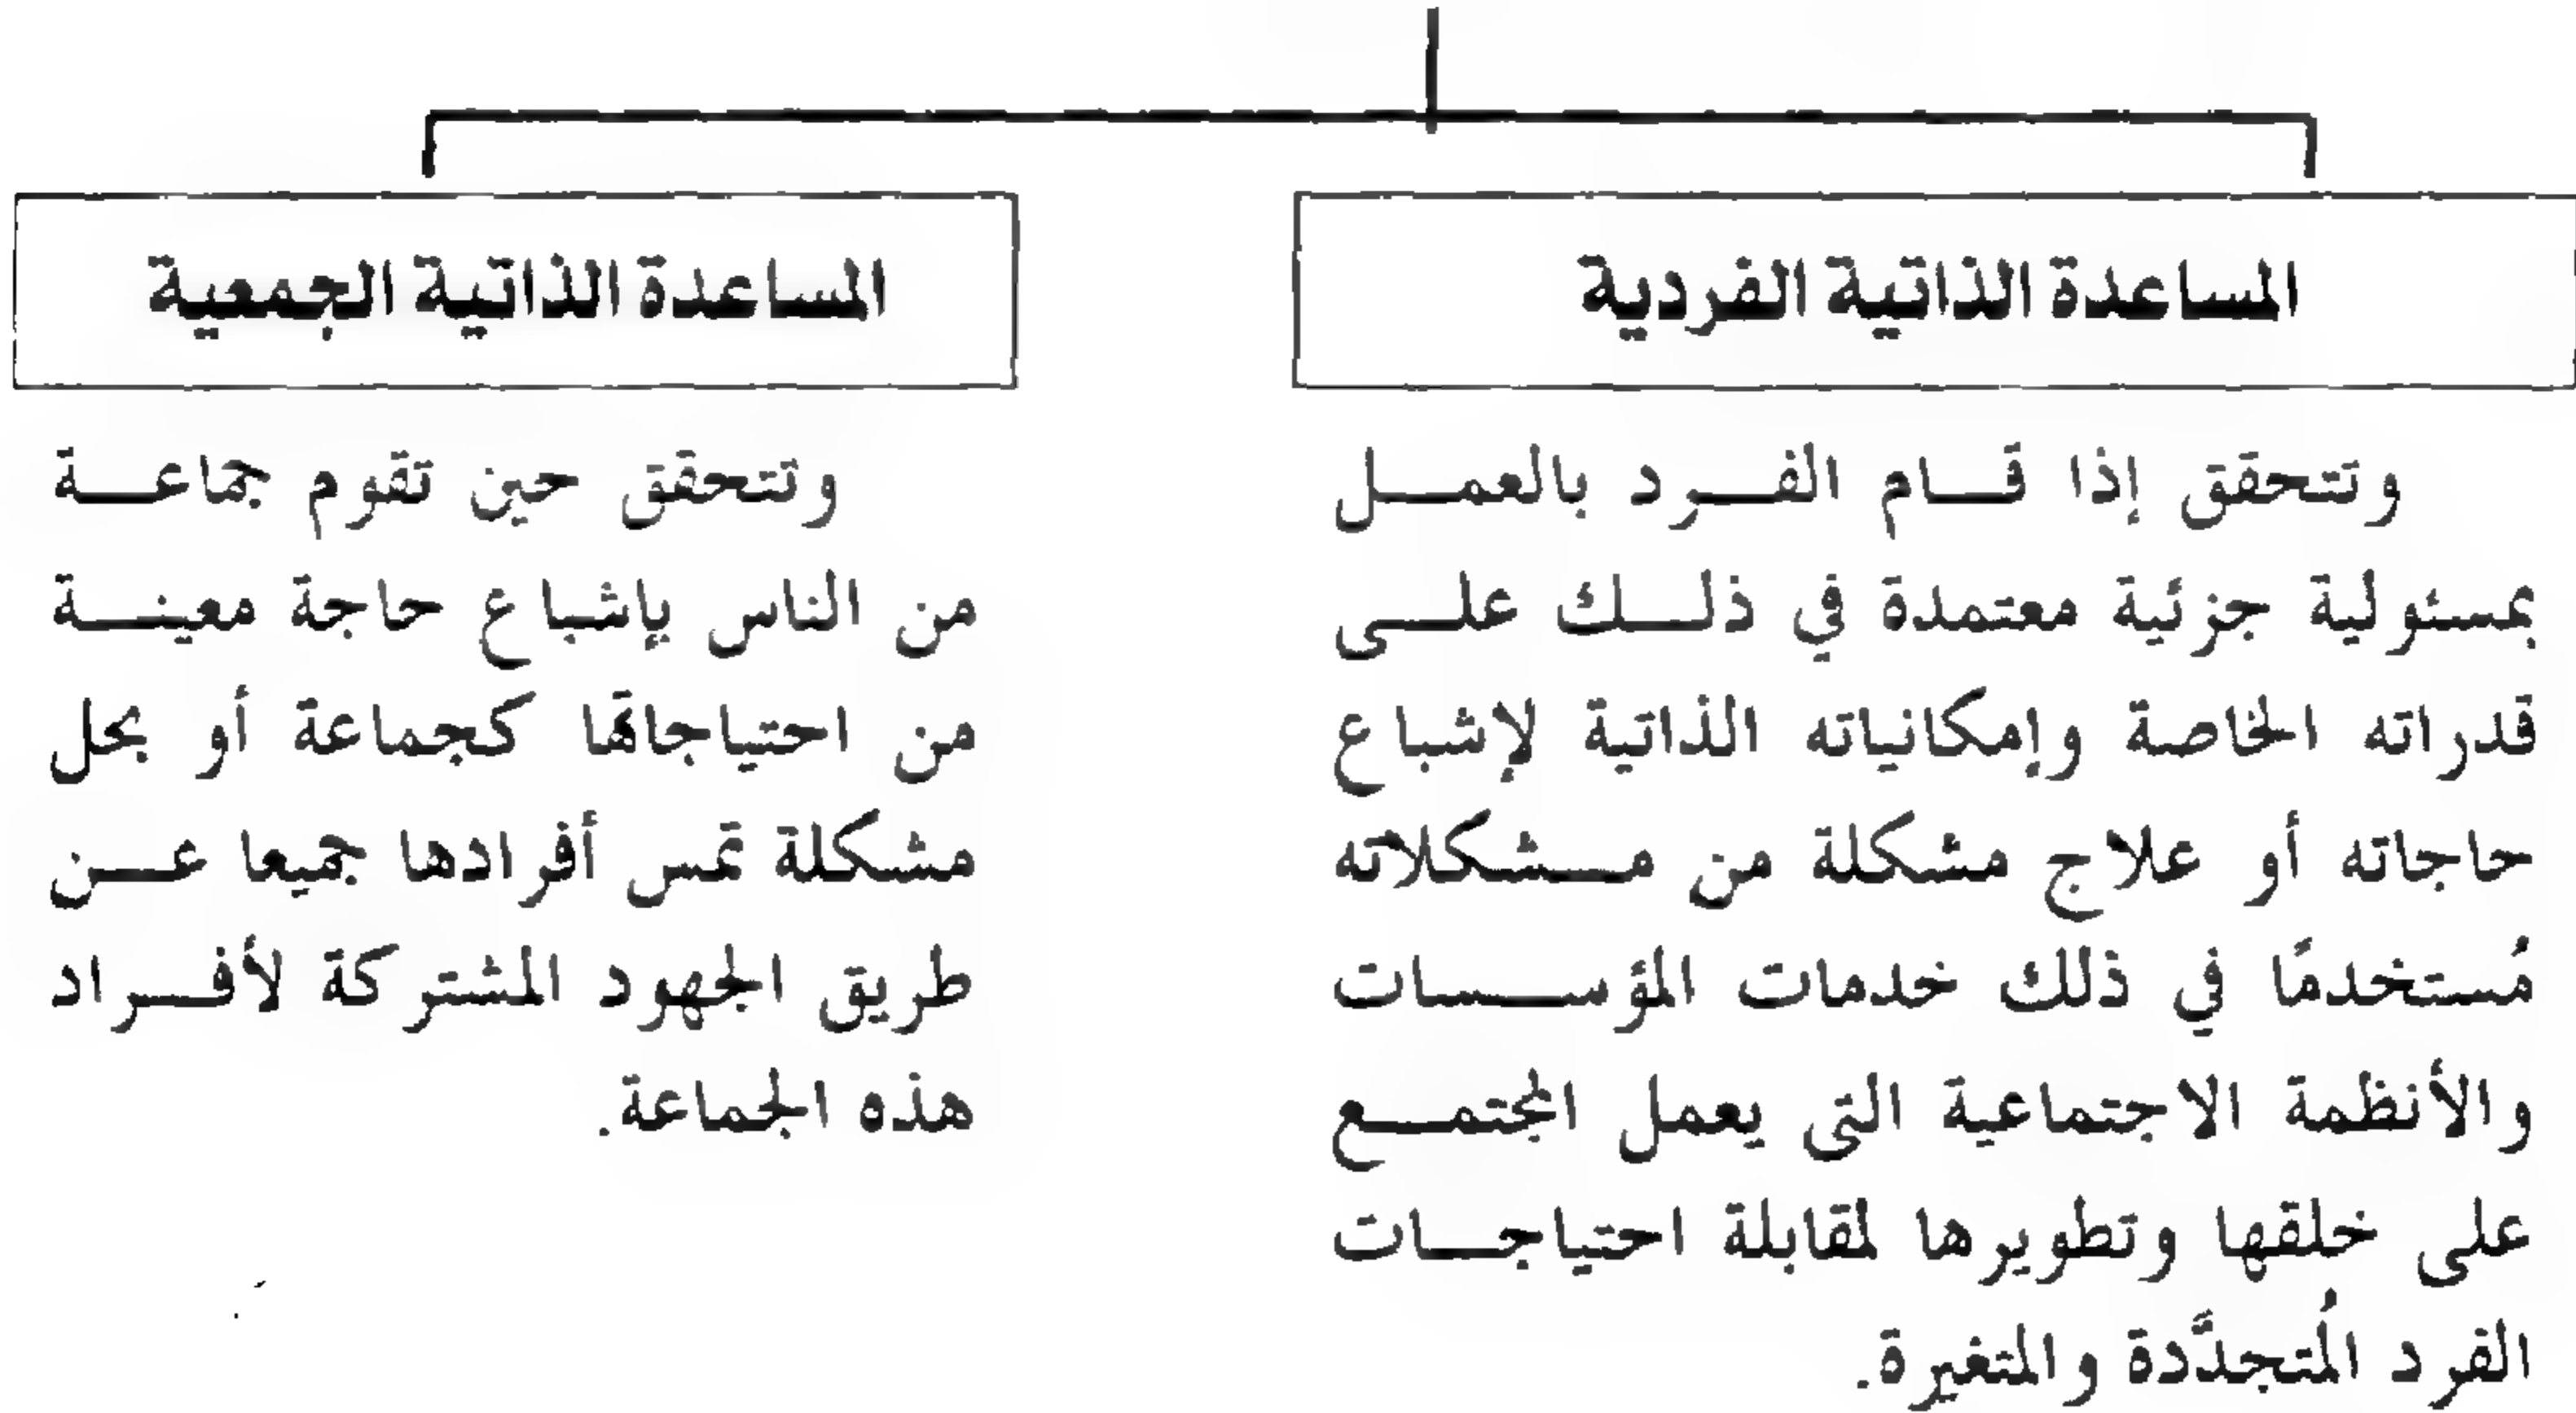 المساعدة الذاتية الفردية
وتتحقق إذا قام الفرد بالعمل
بمسئولية جزئية معتمدة في ذلك على
قدراته الخاصة وإمكانياته الذاتية لإشباع
حاجاته أو علاج مشكلة من مشكلاته
مُستخدمًا في ذلك خدمات المؤسسات
والأنظمة الاجتماعية التى يعمل المجتمع
على خلقها وتطويرها لمقابلة احتياجات
الفرد المُتجدَّدة والمتغيرة.
المساعدة الذاتية الجمعية
وتتحقق حين تقوم جماعة
من الناس بإشباع حاجة معينة
من احتياجاتها كجماعة أو بحل
مشكلة تمس أفرادها جميعا عن
طريق الجهود المشتركة لأفراد
هذه الجماعة.